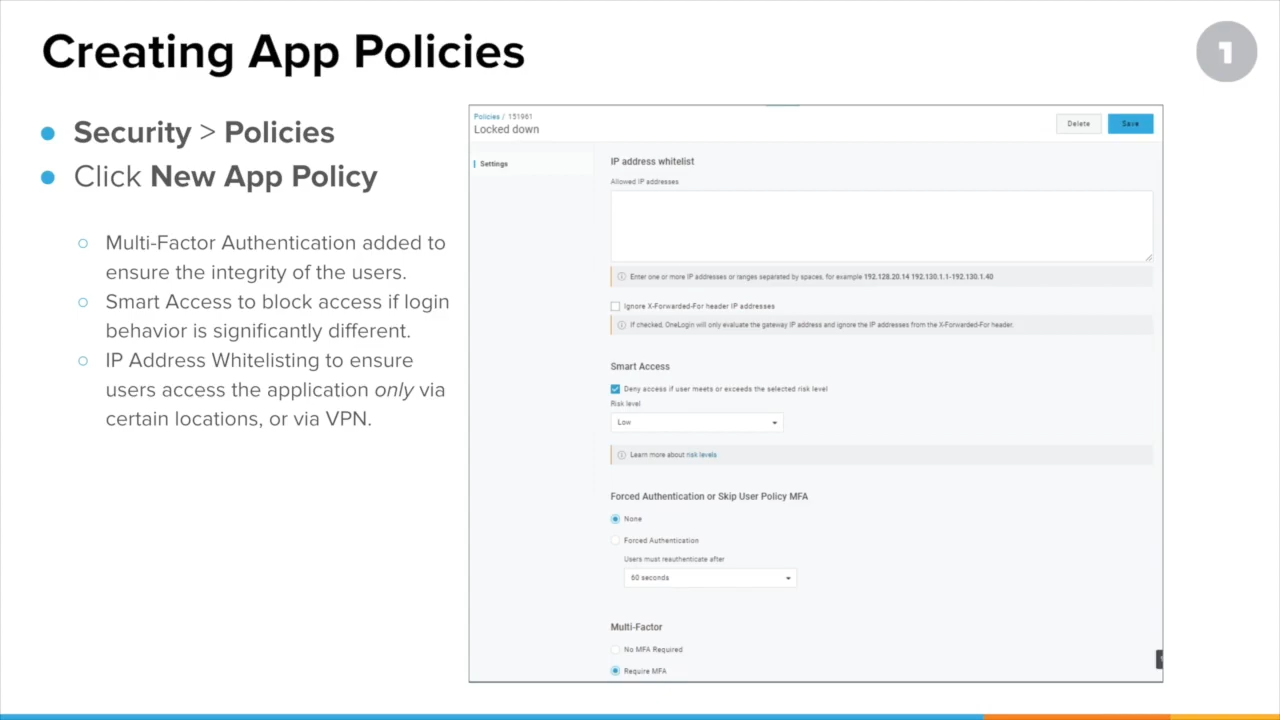 Creating App Policies
1
Security > Policies
Click New App Policy
Multi-Factor Authentication added to
ensure the integrity of the users.
Smart Access to block access if login
behavior is significantly different.
IP Address Whitelisting to ensure
users access the application only via
certain locations, or via VPN.
Policies / 151961
Locked down
Delete
Save
Settings
IP address whitelist
Allowed IP addresses
Enter one or more IP addresses or ranges separated by spaces, for example 192.128.20.14 192.130.1.1-192.130.1.40
Ignore X-Forwarded-For header IP addresses
If checked, OneLogin will only evaluate the gateway IP address and ignore the IP addresses from the X-Forwarded-For header.
Smart Access
Deny access if user meets or exceeds the selected risk level
Risk level
Low
Learn more about risk levels
Forced Authentication or Skip User Policy MFA
None
Forced Authentication
Users must reauthenticate after
60 seconds
Multi-Factor
No MFA Required
Require MFA